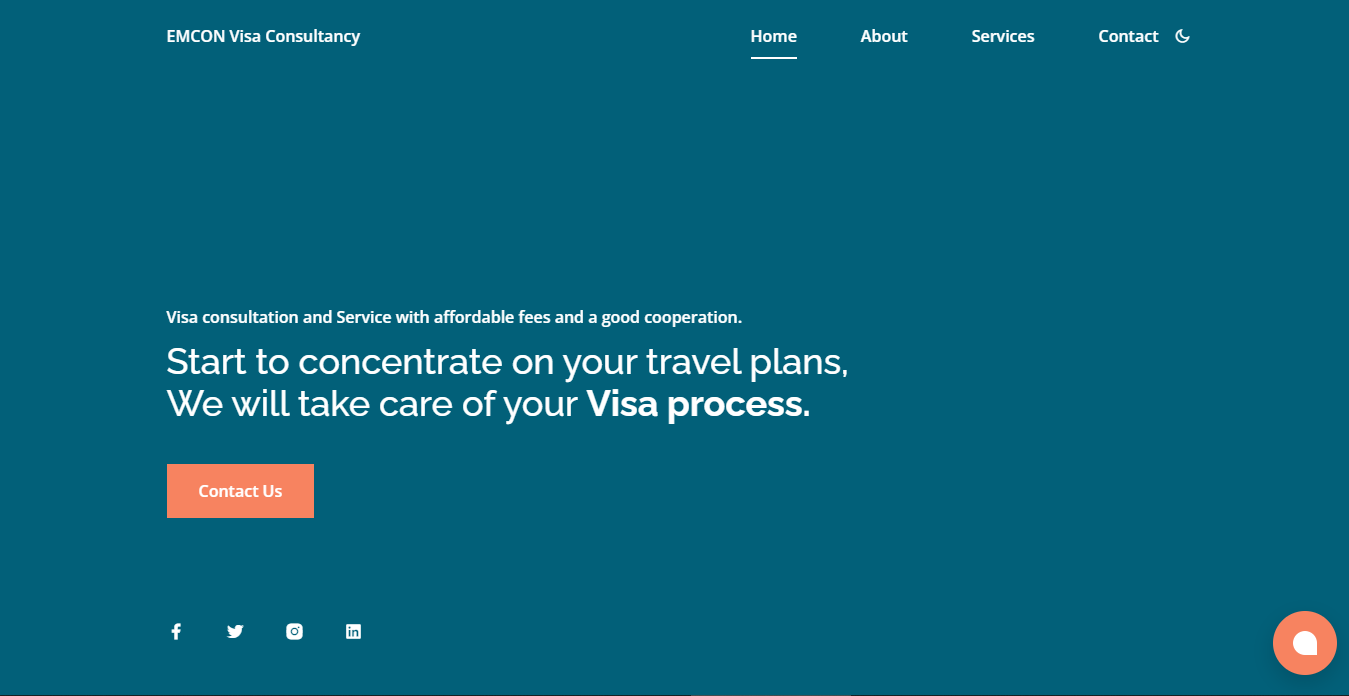 EMCON Visa Consultancy
Home About Services Contact
Visa consultation and Service with affordable fees and a good cooperation.
Start to concentrate on your travel plans,
We will take care of your Visa process.
Contact Us